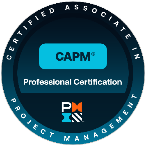 CERTIFIED ASSOCIATE IN
CAPM®
Professional Certification
PROJECT MANAGEMENT